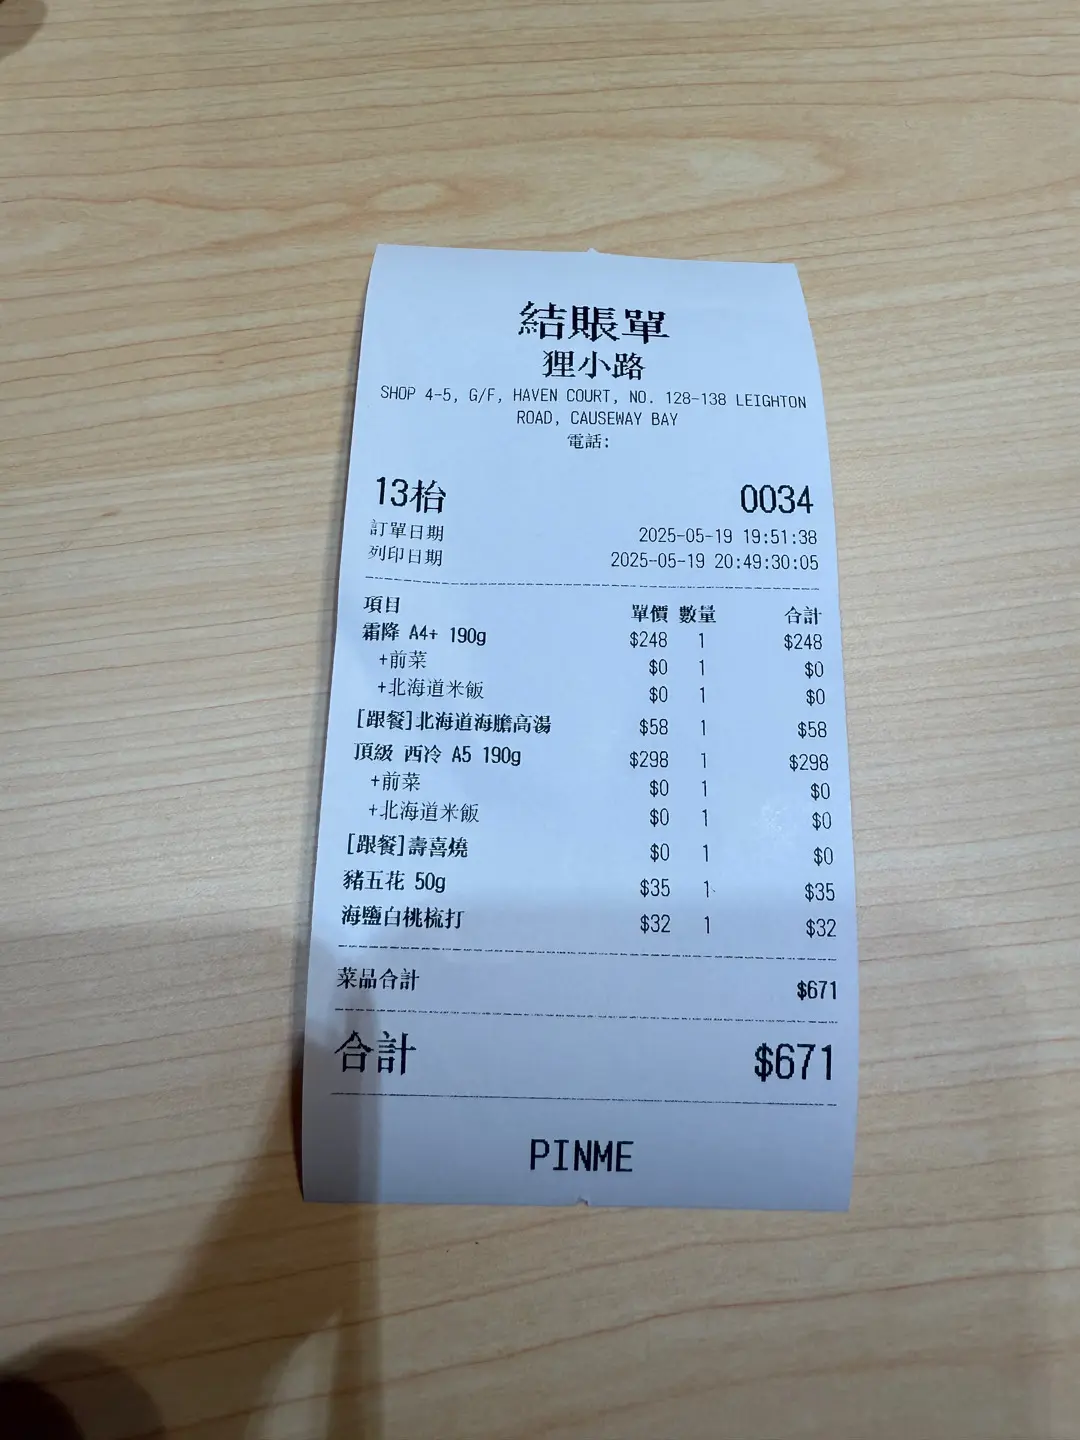 結賬單
狸小路
SHOP 4-5, G/F, HAVEN COURT, NO. 128-138 LEIGHTON
ROAD, CAUSEWAY BAY
電話:
13枱 0034
訂單日期 2025-05-19 19:51:38
列印日期 2025-05-19 20:49:30:05
項目 單價 數量 合計
霜降 A4+ 190g $248 1 $248
+前菜 $0 1 $0
+北海道米飯 $0 1 $0
[跟餐]北海道海膽高湯 $58 1 $58
頂級 西冷 A5 190g $298 1 $298
+前菜 $0 1 $0
+北海道米飯 $0 1 $0
[跟餐]壽喜燒 $0 1 $0
豬五花 50g $35 1 $35
海鹽白桃梳打 $32 1 $32
菜品合計 $671
合計 $671
PINME